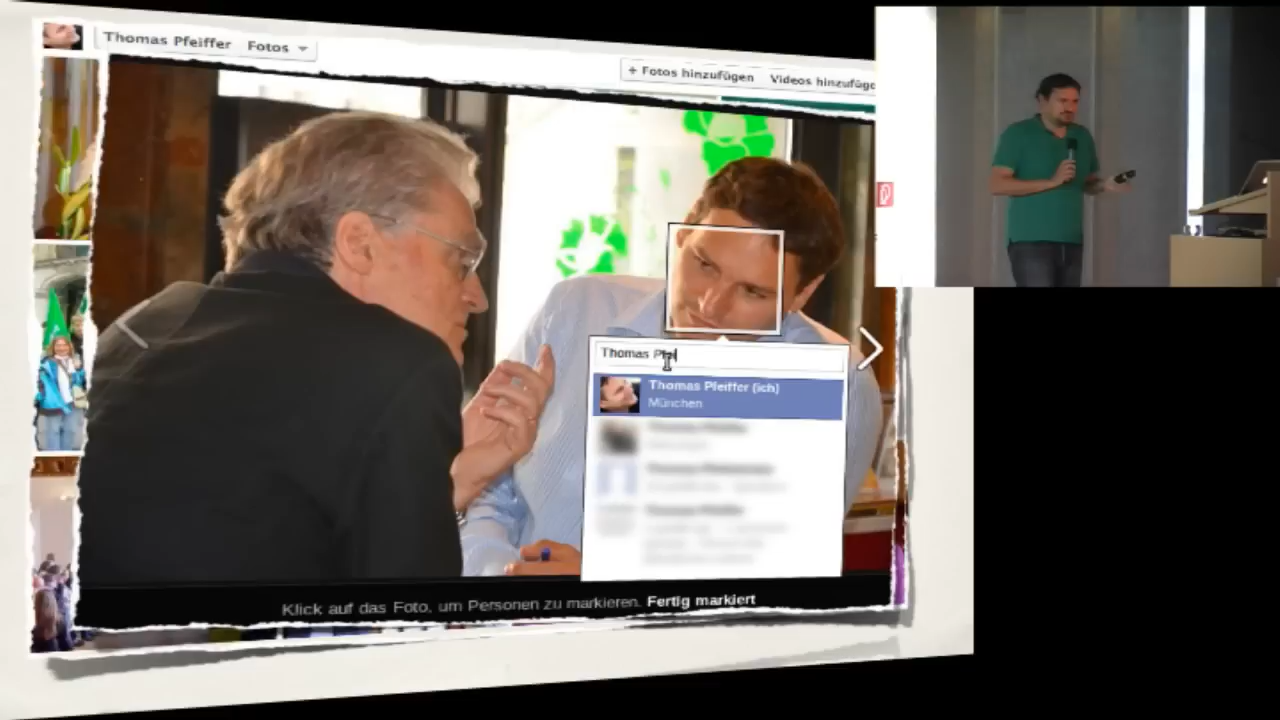 Thomas Pfeiffer Fotos
+ Fotos hinzufügen Videos hinzufüge
Thomas Pfei
Thomas Pfeiffer (ich)
München
Klick auf das Foto, um Personen zu markieren. Fertig markiert